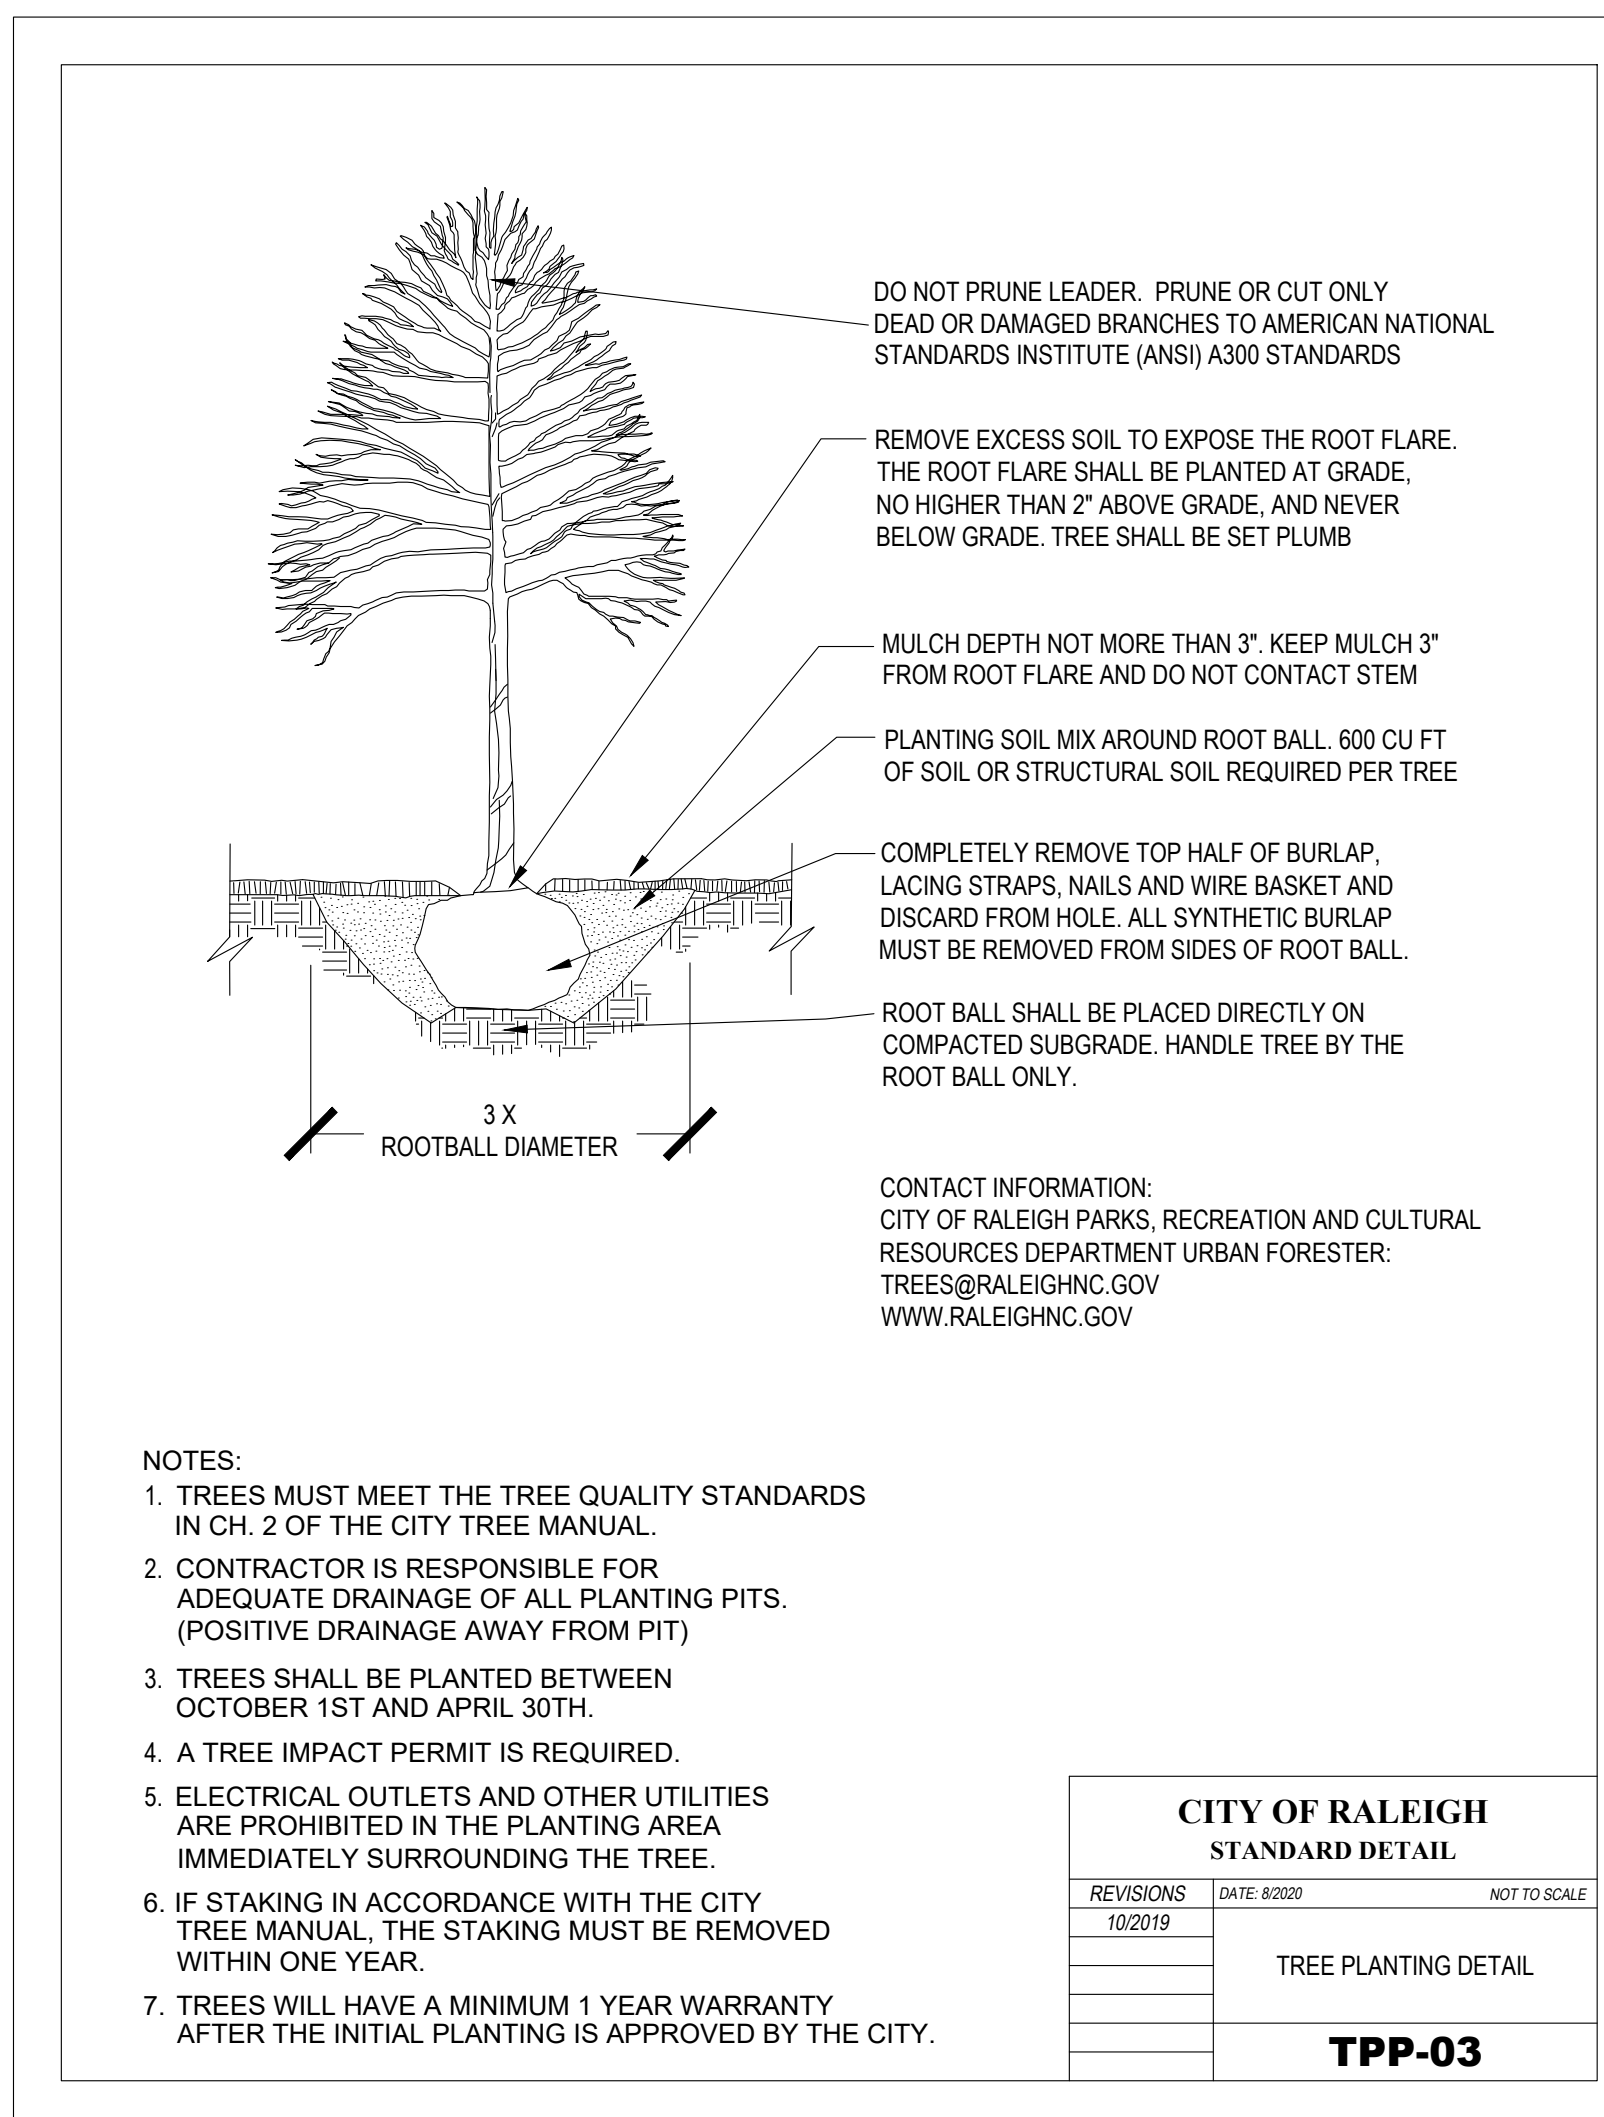 DO NOT PRUNE LEADER. PRUNE OR CUT ONLY
DEAD OR DAMAGED BRANCHES TO AMERICAN NATIONAL
STANDARDS INSTITUTE (ANSI) A300 STANDARDS
REMOVE EXCESS SOIL TO EXPOSE THE ROOT FLARE.
THE ROOT FLARE SHALL BE PLANTED AT GRADE,
NO HIGHER THAN 2" ABOVE GRADE, AND NEVER
BELOW GRADE. TREE SHALL BE SET PLUMB
MULCH DEPTH NOT MORE THAN 3". KEEP MULCH 3"
FROM ROOT FLARE AND DO NOT CONTACT STEM
PLANTING SOIL MIX AROUND ROOT BALL. 600 CU FT
OF SOIL OR STRUCTURAL SOIL REQUIRED PER TREE
COMPLETELY REMOVE TOP HALF OF BURLAP,
LACING STRAPS, NAILS AND WIRE BASKET AND
DISCARD FROM HOLE. ALL SYNTHETIC BURLAP
MUST BE REMOVED FROM SIDES OF ROOT BALL.
ROOT BALL SHALL BE PLACED DIRECTLY ON
COMPACTED SUBGRADE. HANDLE TREE BY THE
ROOT BALL ONLY.
3 X
ROOTBALL DIAMETER
CONTACT INFORMATION:
CITY OF RALEIGH PARKS, RECREATION AND CULTURAL
RESOURCES DEPARTMENT URBAN FORESTER:
TREES@RALEIGHNC.GOV
WWW.RALEIGHNC.GOV
NOTES:
1. TREES MUST MEET THE TREE QUALITY STANDARDS
IN CH. 2 OF THE CITY TREE MANUAL.
2. CONTRACTOR IS RESPONSIBLE FOR
ADEQUATE DRAINAGE OF ALL PLANTING PITS.
(POSITIVE DRAINAGE AWAY FROM PIT)
3. TREES SHALL BE PLANTED BETWEEN
OCTOBER 1ST AND APRIL 30TH.
4. A TREE IMPACT PERMIT IS REQUIRED.
5. ELECTRICAL OUTLETS AND OTHER UTILITIES
ARE PROHIBITED IN THE PLANTING AREA
IMMEDIATELY SURROUNDING THE TREE.
6. IF STAKING IN ACCORDANCE WITH THE CITY
TREE MANUAL, THE STAKING MUST BE REMOVED
WITHIN ONE YEAR.
7. TREES WILL HAVE A MINIMUM 1 YEAR WARRANTY
AFTER THE INITIAL PLANTING IS APPROVED BY THE CITY.
CITY OF RALEIGH
STANDARD DETAIL
REVISIONS DATE: 8/2020 NOT TO SCALE
10/2019
TREE PLANTING DETAIL
TPP-03